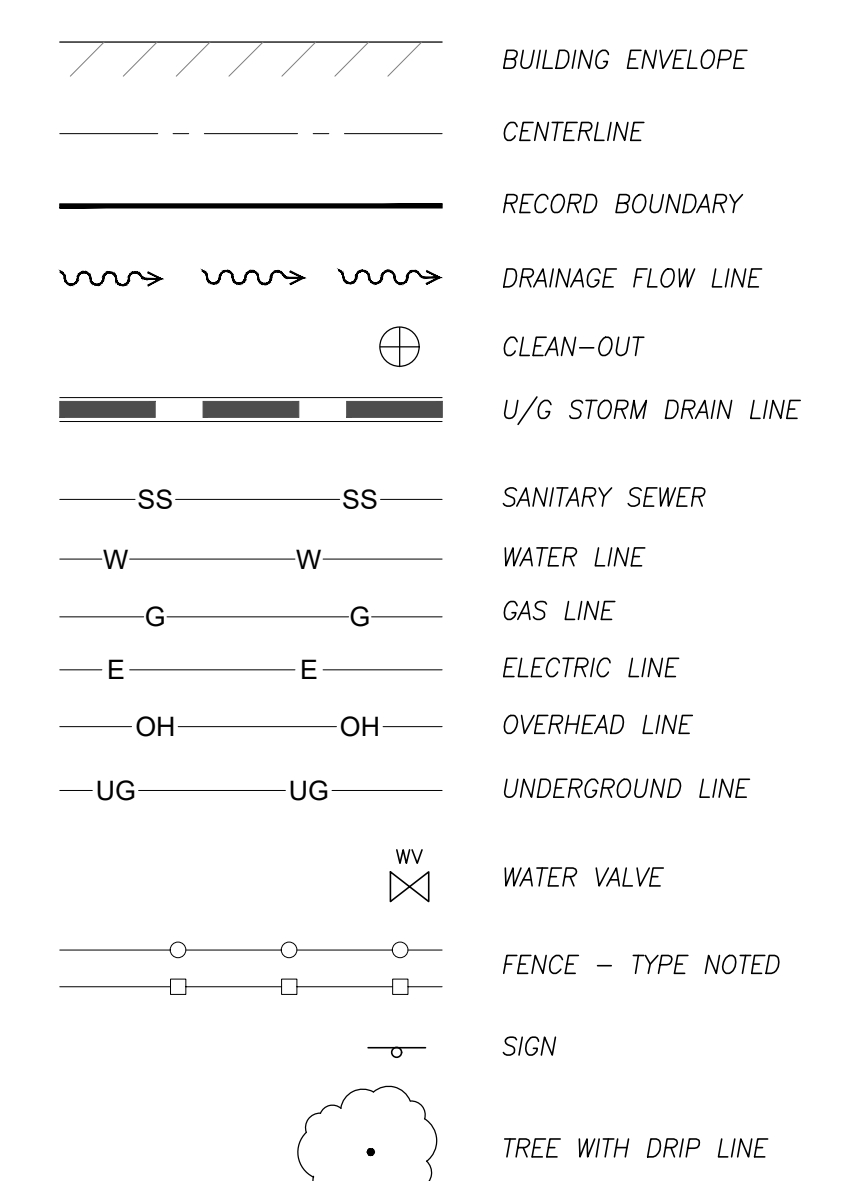 BUILDING ENVELOPE
CENTERLINE
RECORD BOUNDARY
DRAINAGE FLOW LINE
CLEAN-OUT
U/G STORM DRAIN LINE
SS SS SANITARY SEWER
W W WATER LINE
G G GAS LINE
E E ELECTRIC LINE
OH OH OVERHEAD LINE
UG UG UNDERGROUND LINE
WV
WATER VALVE
FENCE - TYPE NOTED
SIGN
TREE WITH DRIP LINE